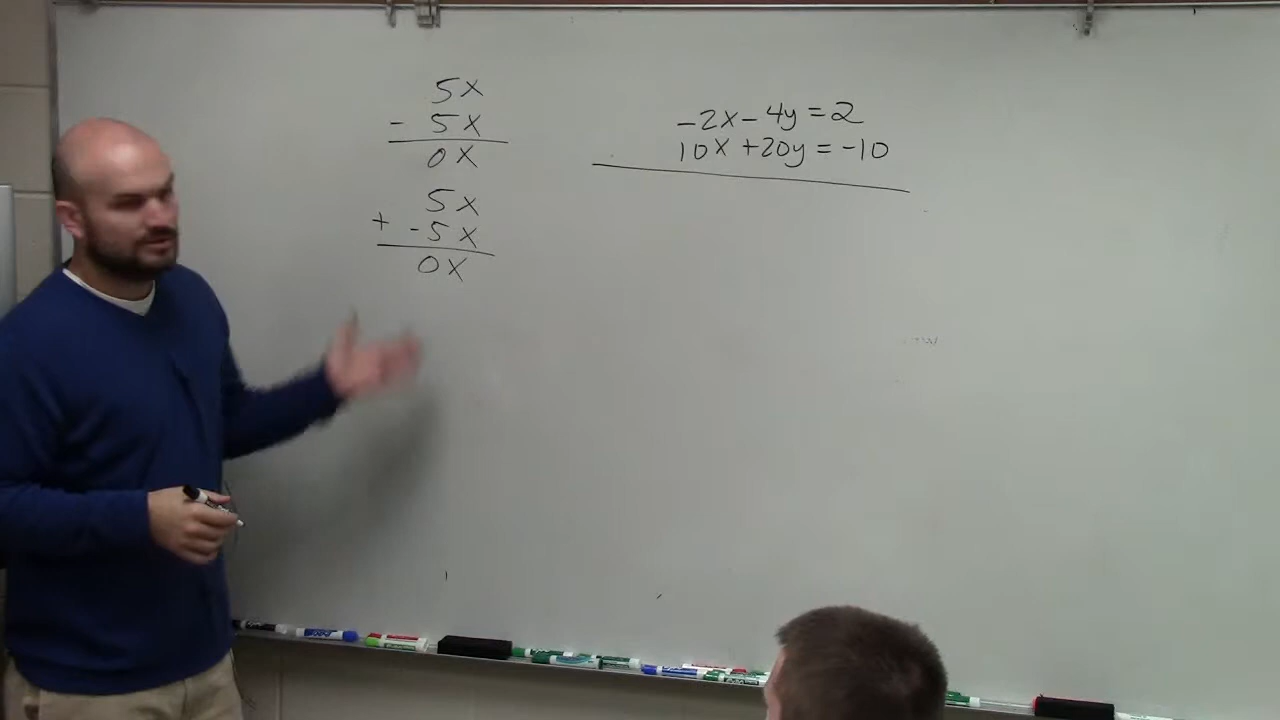 5x
- 5x
0x
5x
+ -5x
0x
-2x-4y=2
10x+20y=-10